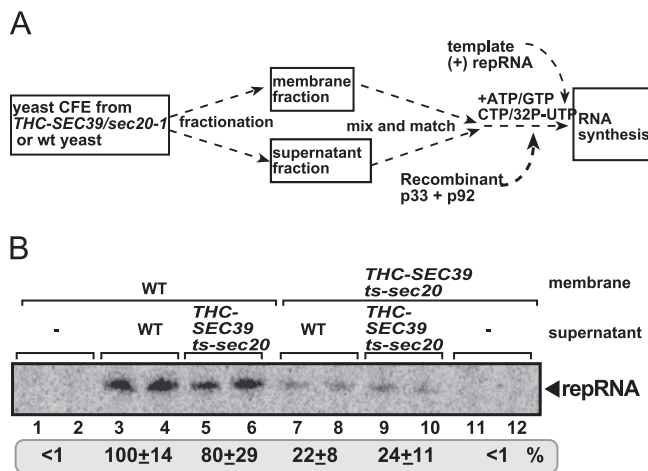 A
yeast CFE from
THC-SEC39/sec20-1
or wt yeast
fractionation
membrane
fraction
supernatant
fraction
mix and match
template
(+) repRNA
+ATP/GTP
CTP/32P-UTP
Recombinant
p33 + p92
RNA
synthesis
B
WT
THC-SEC39
ts-sec20
membrane
-
WT
THC-
SEC39
ts-sec20
WT
THC-
SEC39
ts-sec20
-
supernatant
repRNA
1 2 3 4 5 6 7 8 9 10 11 12
<1 100±14 80±29 22±8 24±11 <1 %